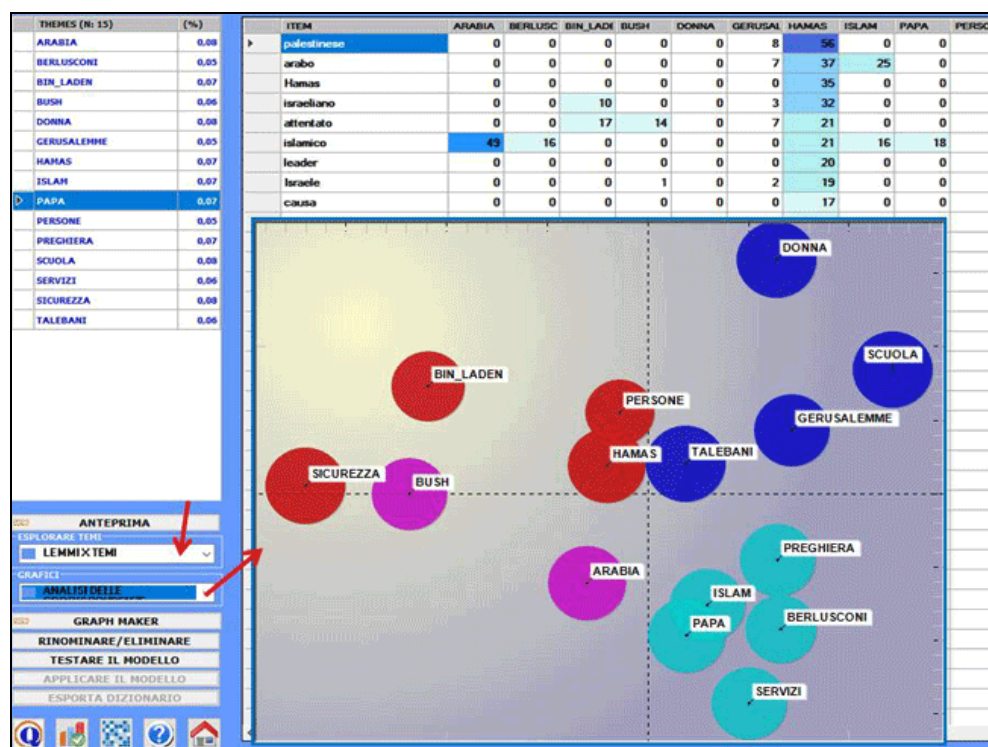 THEMES (N: 15) (%)
ARABIA 0,08
BERLUSCONI 0,05
BIN_LADEN 0,07
BUSH 0,06
DONNA 0,08
GERUSALEMME 0,05
HAMAS 0,07
ISLAM 0,07
PAPA 0,07
PERSONE 0,05
PREGHIERA 0,07
SCUOLA 0,08
SERVIZI 0,06
SICUREZZA 0,08
TALEBANI 0,06
ANTEPRIMA
ESPLORARE TEMI
LEMMI X TEMI
GRAFICI
ANALISI DELLE
GRAPH MAKER
RINOMINARE/ELIMINARE
TESTARE IL MODELLO
APPLICARE IL MODELLO
ESPORTA DIZIONARIO
ITEM ARABIA BERLUSC BIN_LADE BUSH DONNA GERUSAL HAMAS ISLAM PAPA PERSO
palestinese 0 0 0 0 0 8 56 0 0
arabo 0 0 0 0 0 7 37 25 0
Hamas 0 0 0 0 0 0 35 0 0
israeliano 0 0 10 0 0 3 32 0 0
attentato 0 0 17 14 0 7 21 0 0
islamico 49 16 0 0 0 0 21 16 18
leader 0 0 0 0 0 0 20 0 0
Israele 0 0 0 1 0 2 19 0 0
causa 0 0 0 0 0 0 17 0 0
DONNA
SCUOLA
BIN_LADEN
PERSONE
GERUSALEMME
HAMAS
TALEBANI
SICUREZZA
BUSH
PREGHIERA
ARABIA
ISLAM
BERLUSCONI
PAPA
SERVIZI